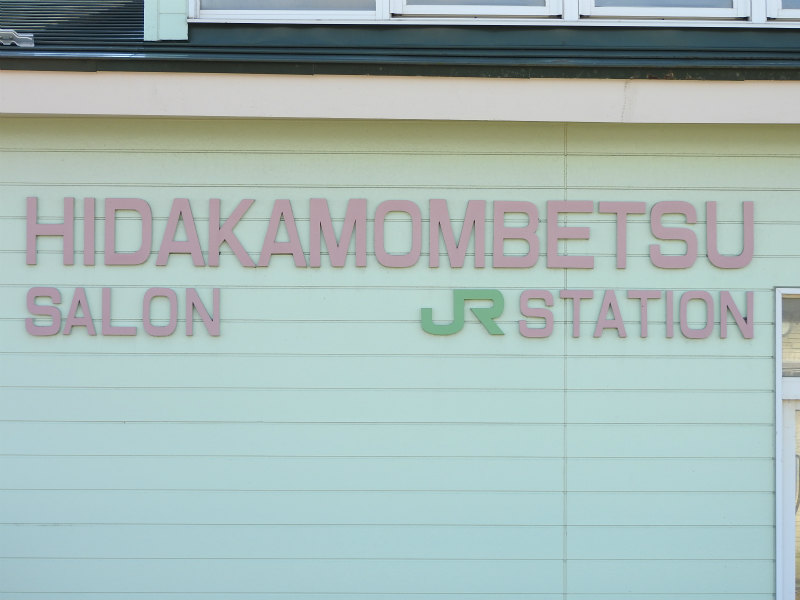 HIDAKAMOMBETSU
SALON JR STATION